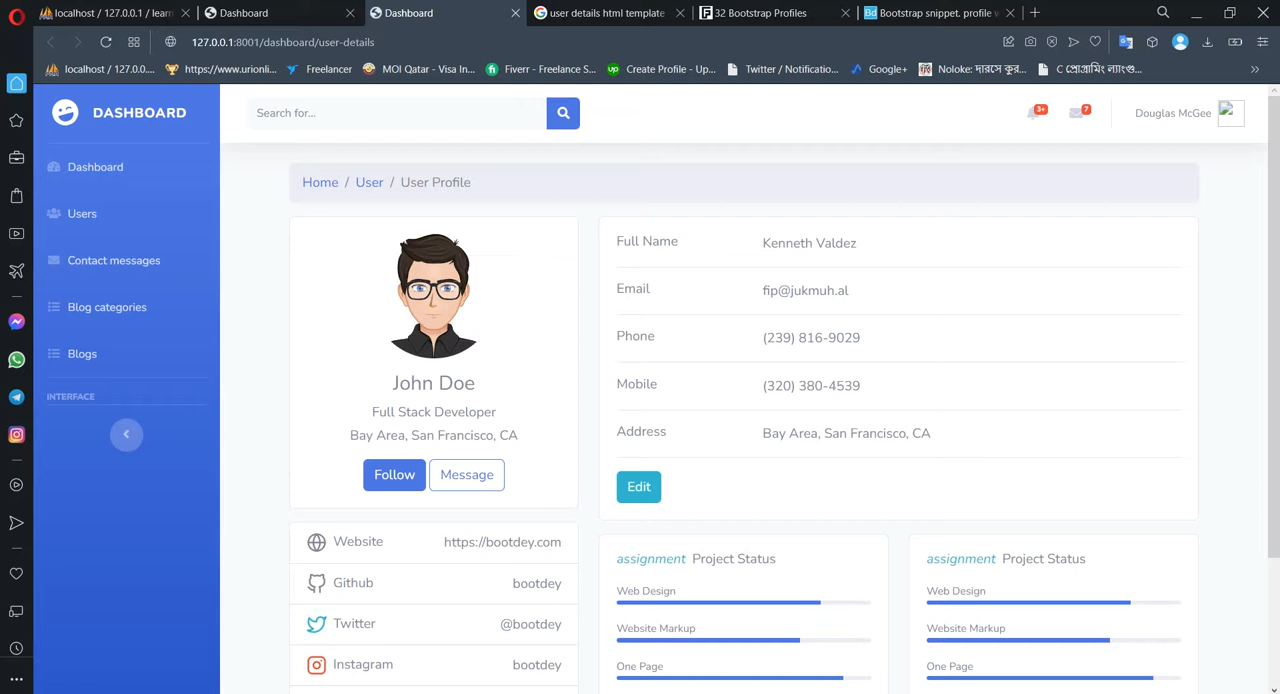 localhost / 127.0.0.1 / learn
Dashboard
Dashboard
user details html template
32 Bootstrap Profiles
Bootstrap snippet. profile w
127.0.0.1:8001/dashboard/user-details
localhost / 127.0.0....
https://www.urionli...
Freelancer
MOI Qatar - Visa In...
Fiverr - Freelance S...
Create Profile - Up...
Twitter / Notificatio...
Google+
Noloke: দারসে কুর...
C প্রোগ্রামিং ল্যাংগু...
DASHBOARD
Search for...
3+
7
Douglas McGee
Dashboard
Users
Contact messages
Blog categories
Blogs
INTERFACE
Home / User / User Profile
John Doe
Full Stack Developer
Bay Area, San Francisco, CA
Follow
Message
Full Name Kenneth Valdez
Email fip@jukmuh.al
Phone (239) 816-9029
Mobile (320) 380-4539
Address Bay Area, San Francisco, CA
Edit
Website https://bootdey.com
Github bootdey
Twitter @bootdey
Instagram bootdey
assignment Project Status
Web Design
Website Markup
One Page
assignment Project Status
Web Design
Website Markup
One Page